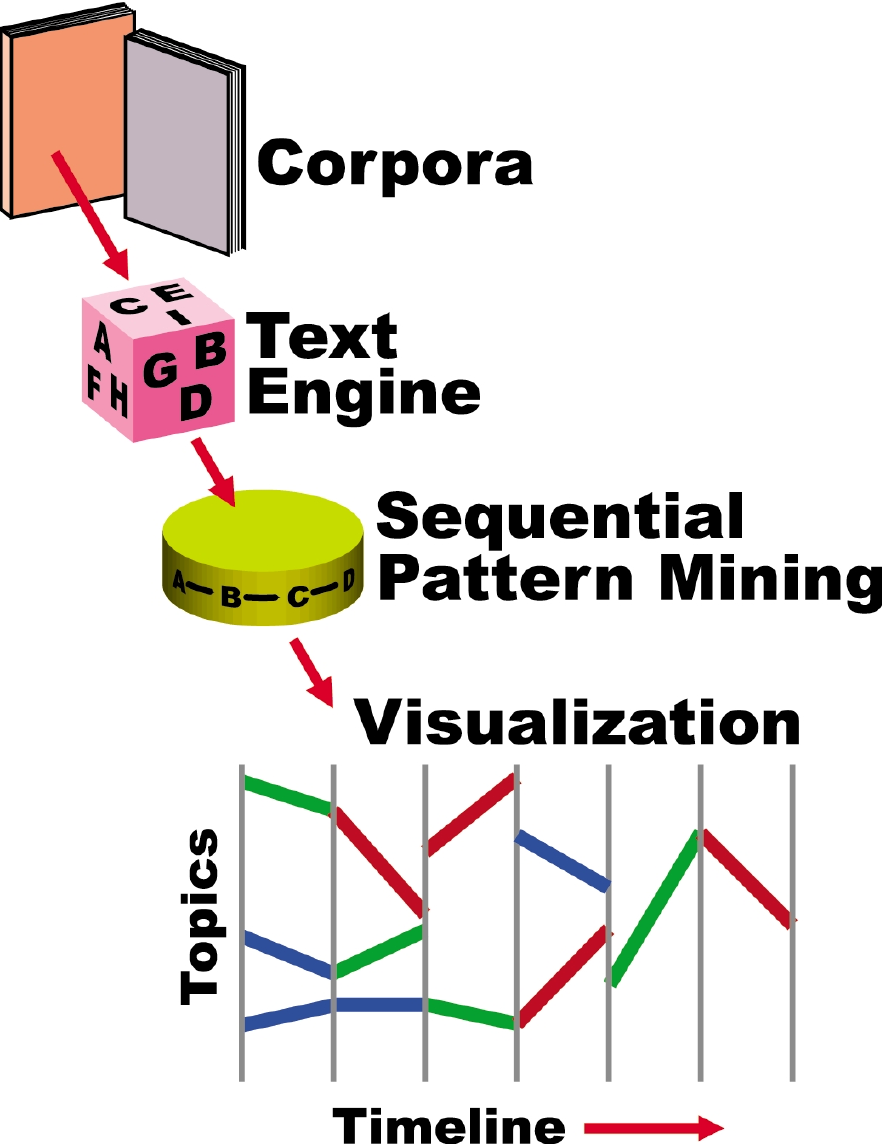 Corpora
C E
I
A
F H
G B
D
Text
Engine
Sequential
Pattern Mining
A B C D
Visualization
Topics
Timeline